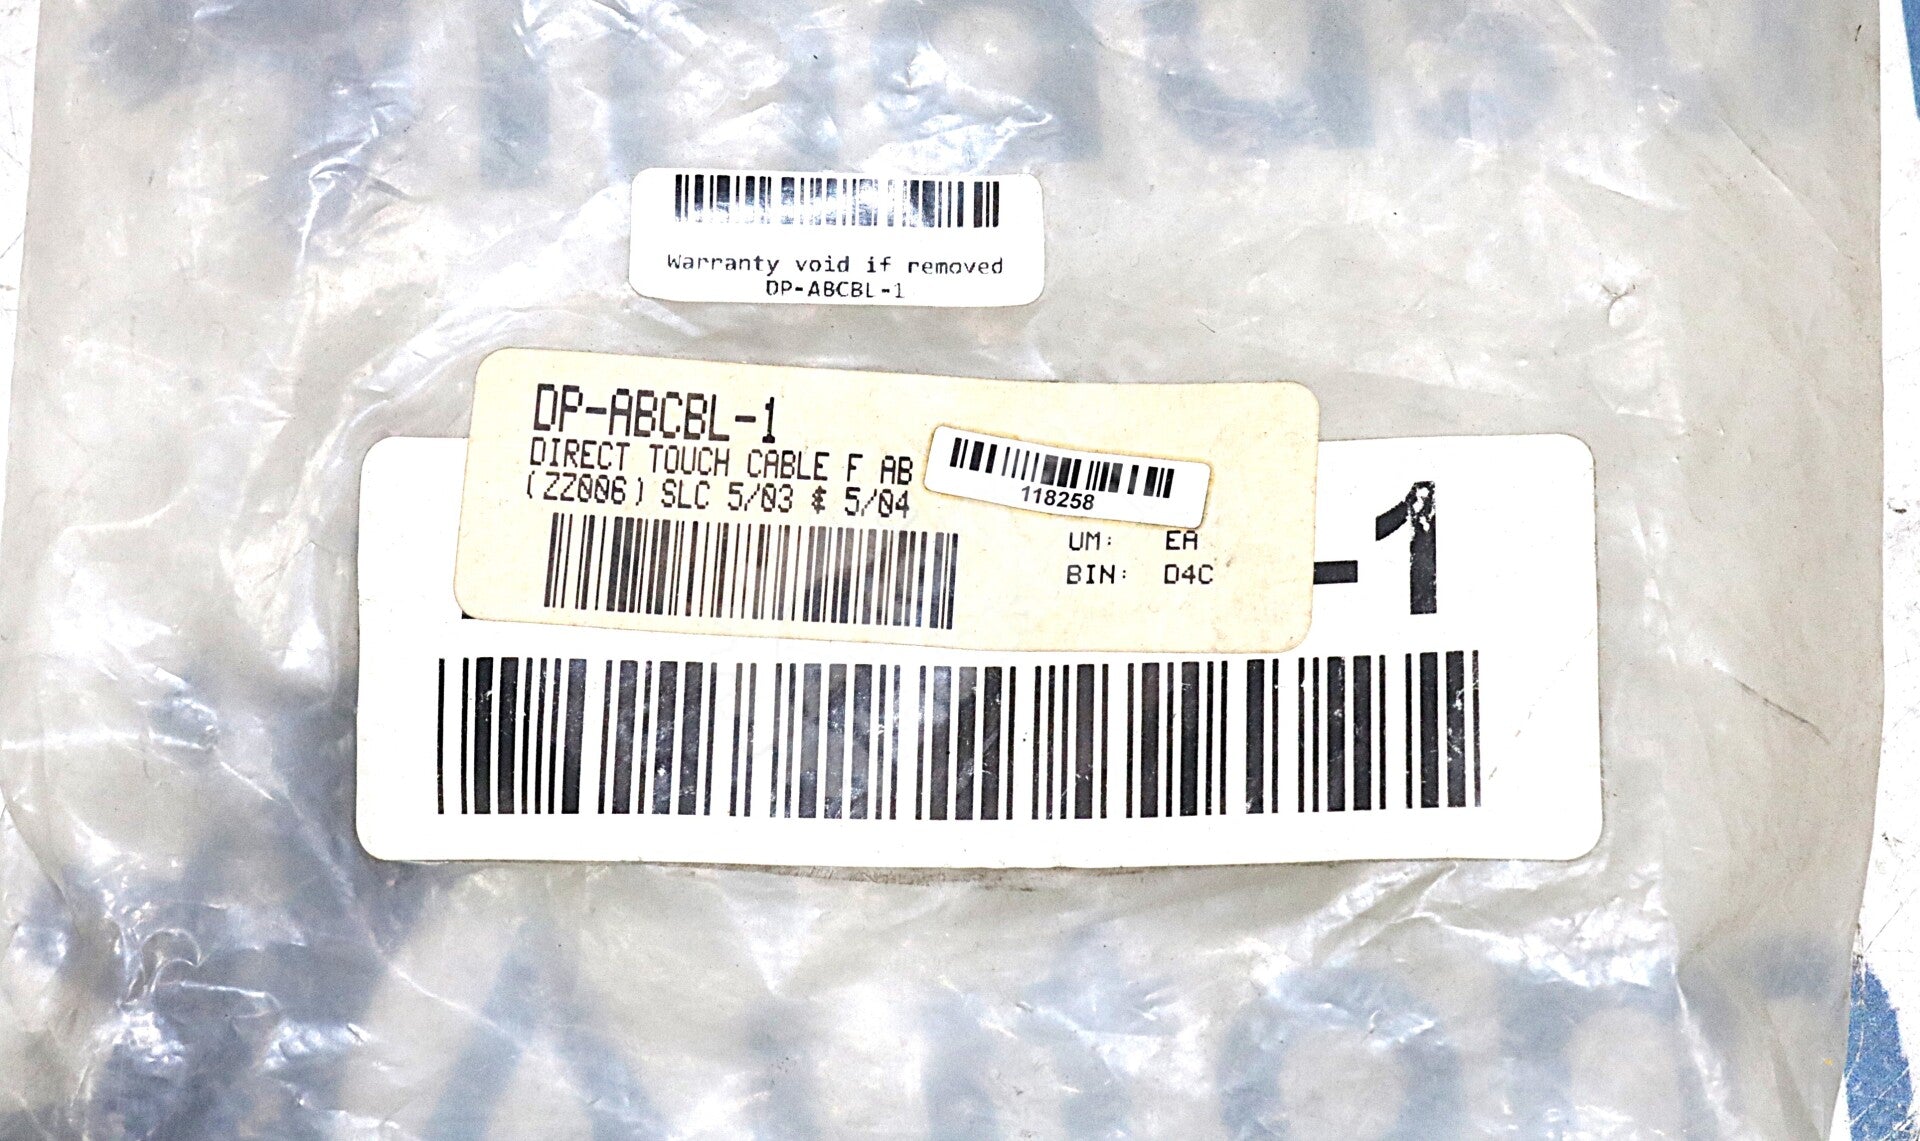 Warranty void if removed
DP-ABCBL-1
DP-ABCBL-1
DIRECT TOUCH CABLE F AB
(ZZ006) SLC 5/03 & 5/04
118258
UM: EA
BIN: D4C
-1